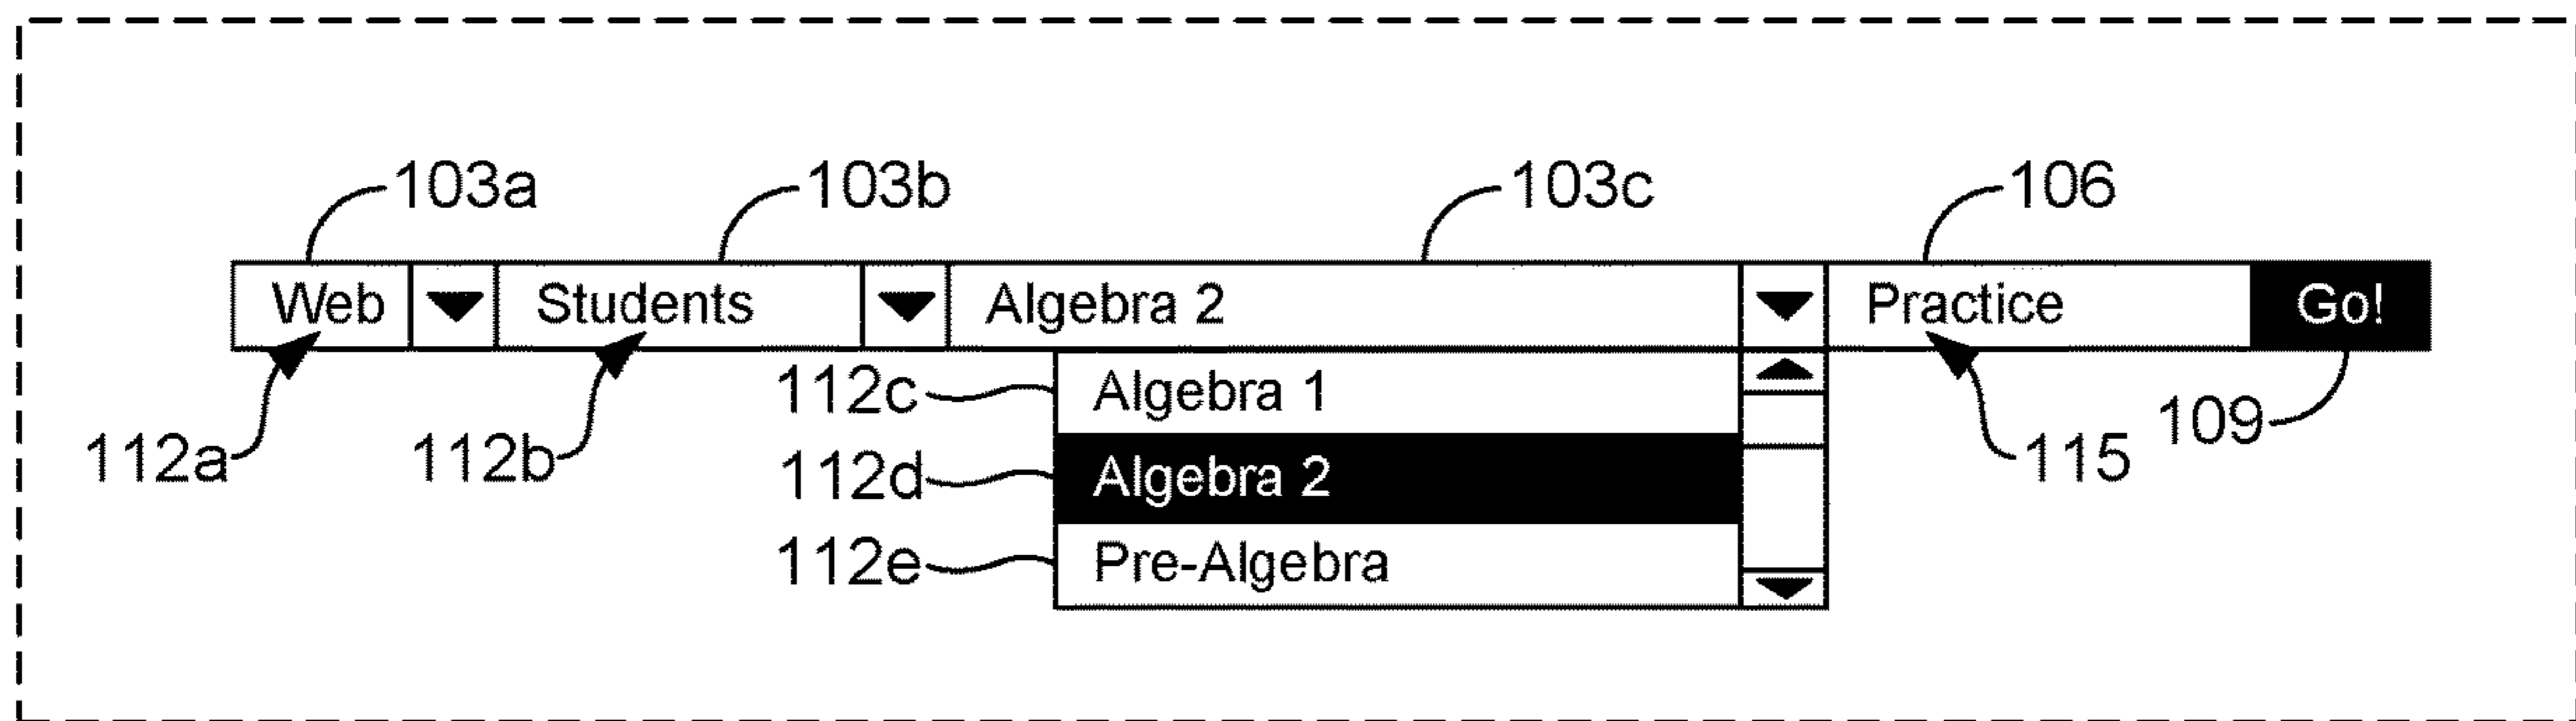 103a 103b 103c 106
Web Students Algebra 2 Practice Go!
112c Algebra 1
112a 112b 112d Algebra 2 115 109
112e Pre-Algebra